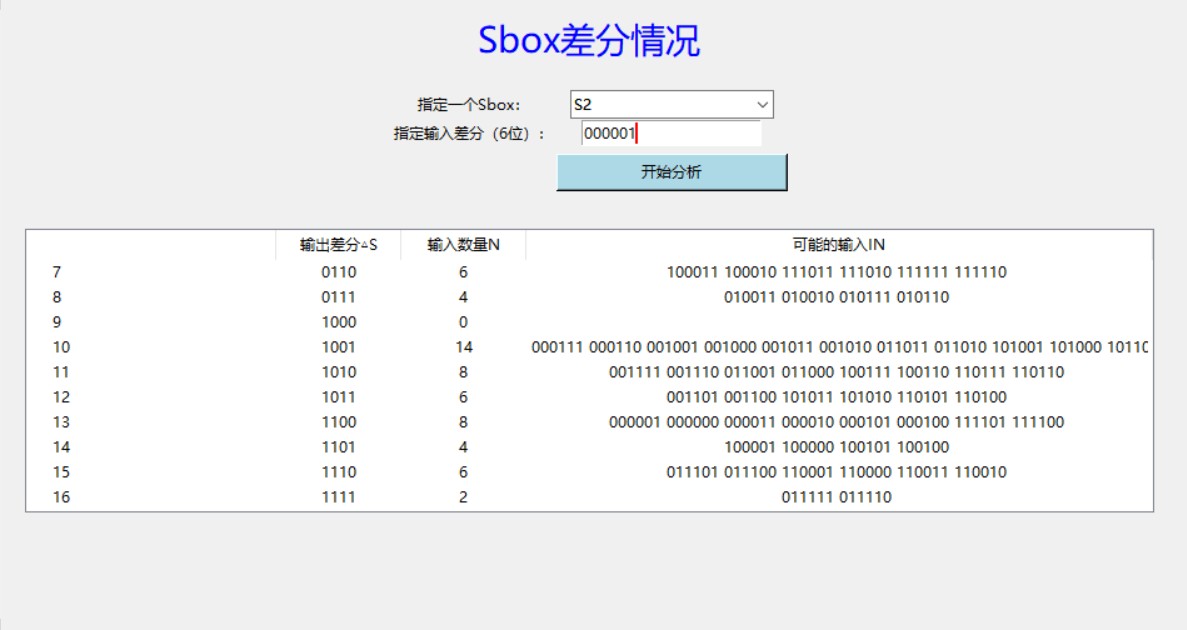 Sbox差分情况
指定一个Sbox: S2
指定输入差分（6位）: 000001
开始分析
输出差分△S 输入数量N 可能的输入IN
7 0110 6 100011 100010 111011 111010 111111 111110
8 0111 4 010011 010010 010111 010110
9 1000 0
10 1001 14 000111 000110 001001 001000 001011 001010 011011 011010 101001 101000 10110
11 1010 8 001111 001110 011001 011000 100111 100110 110111 110110
12 1011 6 001101 001100 101011 101010 110101 110100
13 1100 8 000001 000000 000011 000010 000101 000100 111101 111100
14 1101 4 100001 100000 100101 100100
15 1110 6 011101 011100 110001 110000 110011 110010
16 1111 2 011111 011110